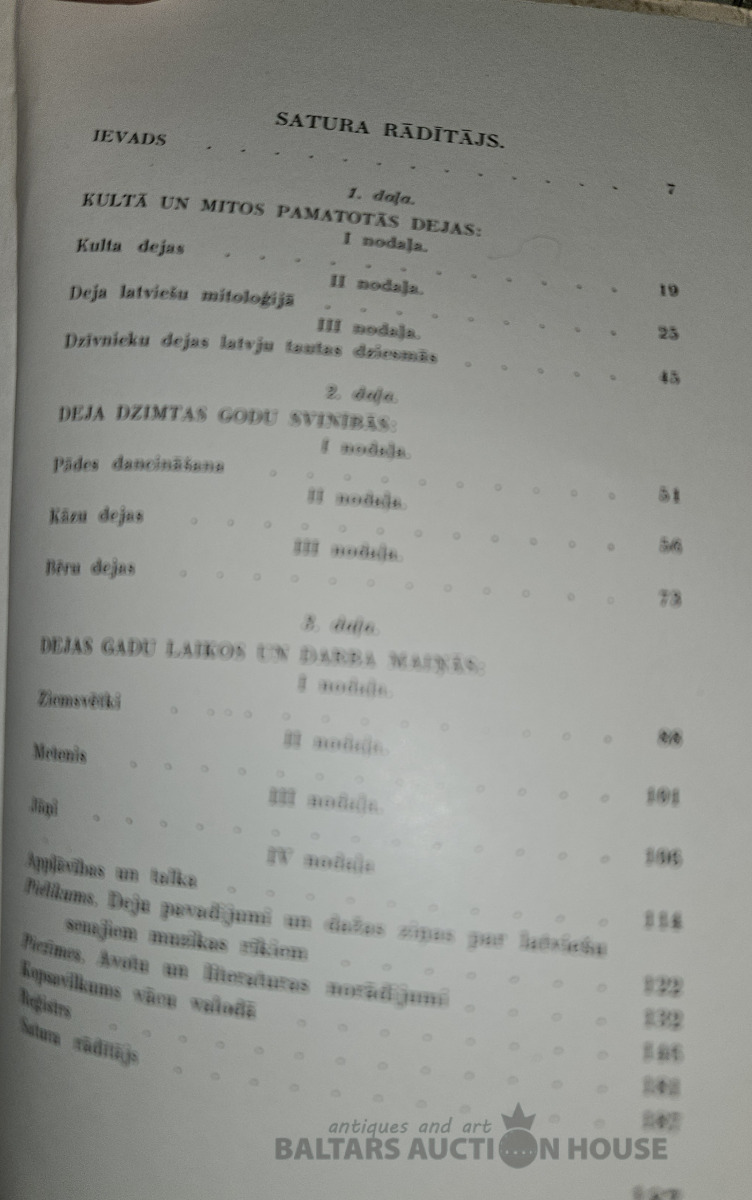 SATURA RĀDĪTĀJS.
IEVADS . . . . . . . . . . . . 7
1. daļa.
KULTĀ UN MITOS PAMATOTĀS DEJAS:
I nodaļa.
Kulta dejas . . . . . . . . . . . 19
II nodaļa.
Deja latviešu mitoloģijā . . . . . . . . . 25
III nodaļa.
Dzīvnieku dejas latvju tautas dziesmās . . . . . 45
2. daļa.
DEJA DZIMTAS GODU SVINĪBĀS:
I nodaļa.
Pādes dancināšana . . . . . . . . . . 51
II nodaļa.
Kāzu dejas . . . . . . . . . . . . 56
III nodaļa.
Bēru dejas . . . . . . . . . . . . 73
3. daļa.
DEJAS GADU LAIKOS UN DARBA MAIŅĀS:
I nodaļa.
Ziemsvētki . . . . . . . . . . . .
II nodaļa.
Metenis . . . . . . . . . . . . . 101
III nodaļa.
Jāņi . . . . . . . . . . . . . .
IV nodaļa
Appļāvības un talka . . . . . . . . . .
Pielikums. Deju pavadījumi un dažas ziņas par latviešu
senajiem muzikas rīkiem . . . . . . . .
Piezīmes. Avotu un literatūras norādījumi
Kopsavilkums vācu valodā . . . . . . . .
Reģistrs . . . . . . . . . . . . .
Satura rādītājs . . . . . . . . . . .
antiques and art
BALTARS AUCTION HOUSE